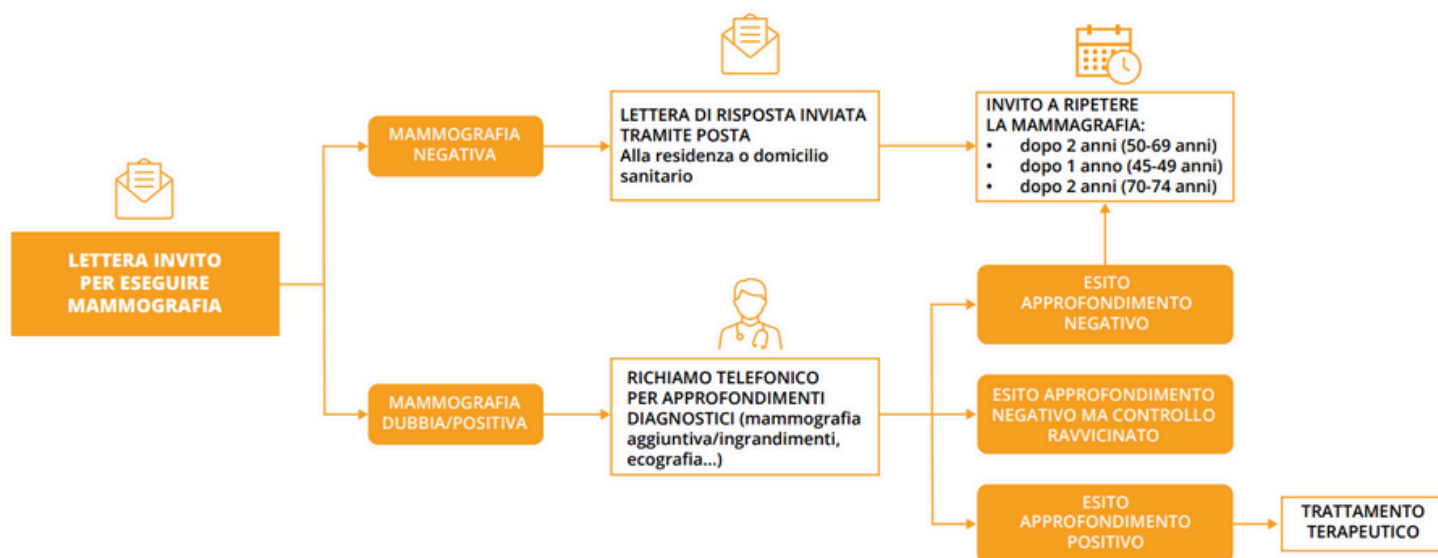 LETTERA INVITO
PER ESEGUIRE
MAMMOGRAFIA
MAMMOGRAFIA
NEGATIVA
LETTERA DI RISPOSTA INVIATA
TRAMITE POSTA
Alla residenza o domicilio
sanitario
INVITO A RIPETERE
LA MAMMAGRAFIA:
• dopo 2 anni (50-69 anni)
• dopo 1 anno (45-49 anni)
• dopo 2 anni (70-74 anni)
MAMMOGRAFIA
DUBBIA/POSITIVA
RICHIAMO TELEFONICO
PER APPROFONDIMENTI
DIAGNOSTICI (mammografia
aggiuntiva/ingrandimenti,
ecografia...)
ESITO
APPROFONDIMENTO
NEGATIVO
ESITO APPROFONDIMENTO
NEGATIVO MA CONTROLLO
RAVVICINATO
ESITO
APPROFONDIMENTO
POSITIVO
TRATTAMENTO
TERAPEUTICO